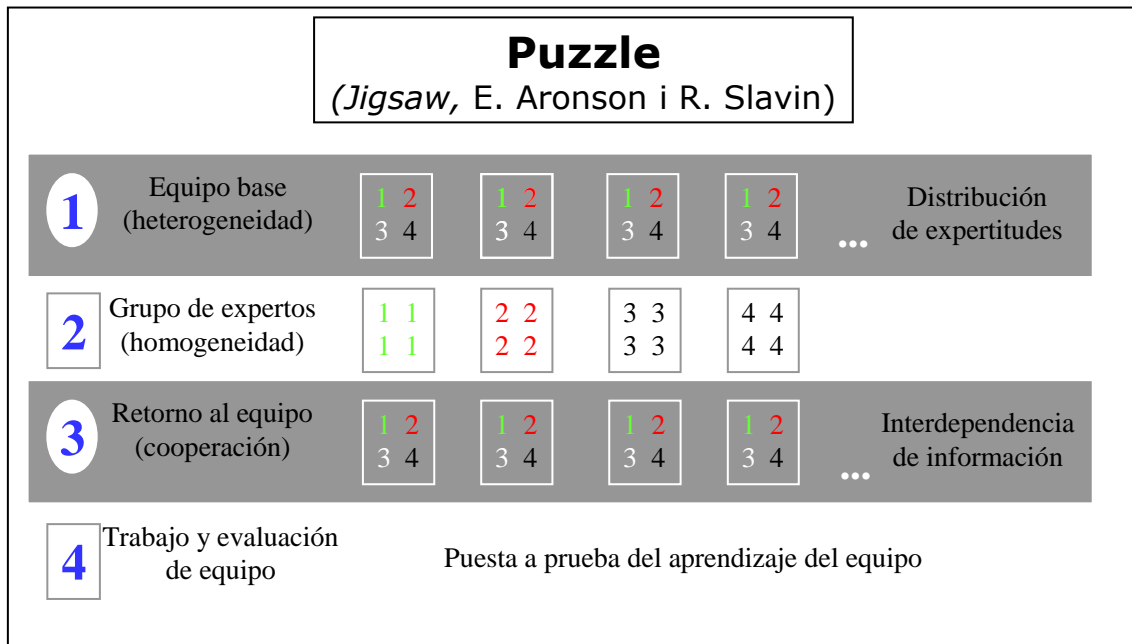 Puzzle
(Jigsaw, E. Aronson i R. Slavin)
1
Equipo base
(heterogeneidad)
1 2
3 4
1 2
3 4
1 2
3 4
1 2
3 4
...
Distribución
de expertitudes
2
Grupo de expertos
(homogeneidad)
1 1
1 1
2 2
2 2
3 3
3 3
4 4
4 4
3
Retorno al equipo
(cooperación)
1 2
3 4
1 2
3 4
1 2
3 4
1 2
3 4
...
Interdependencia
de información
4
Trabajo y evaluación
de equipo
Puesta a prueba del aprendizaje del equipo